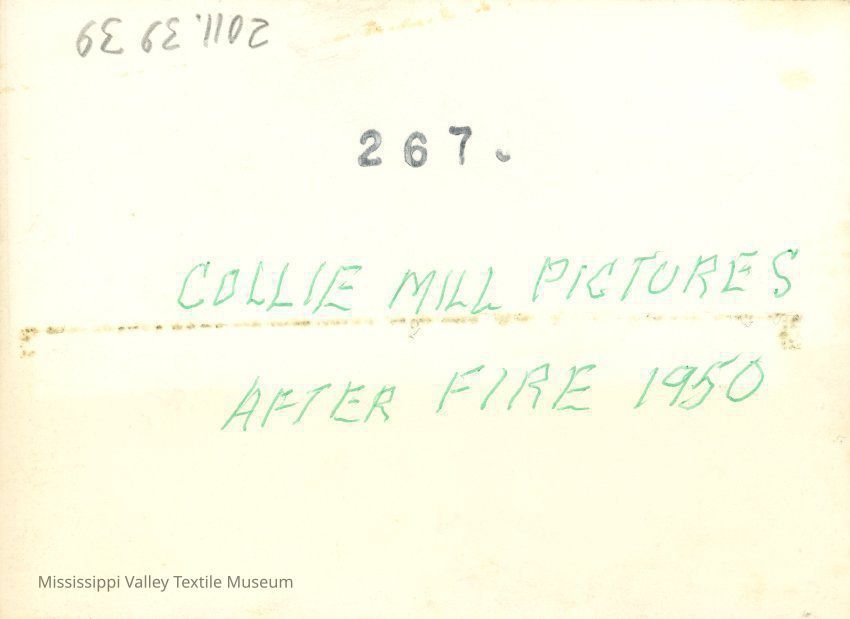 2011.39 39
267.
COLLIE MILL PICTURES
AFTER FIRE 1950
Mississippi Valley Textile Museum